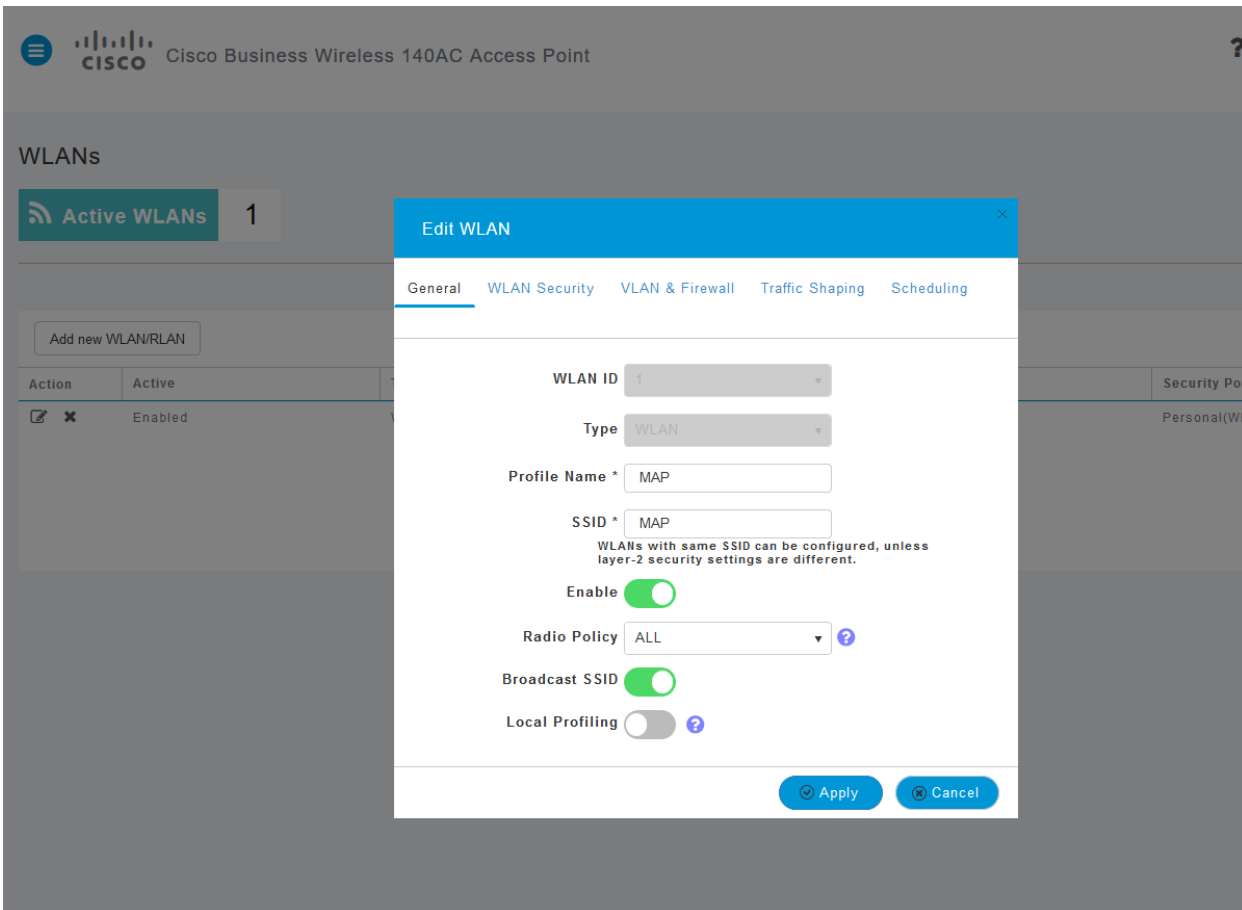 CISCO Cisco Business Wireless 140AC Access Point ?
WLANs
Active WLANs 1
Edit WLAN ×
General WLAN Security VLAN & Firewall Traffic Shaping Scheduling
Add new WLAN/RLAN
Action Active Security
Enabled
WLAN ID 1
Type WLAN
Profile Name * MAP
SSID * MAP
WLANs with same SSID can be configured, unless
layer-2 security settings are different.
Enable
Radio Policy ALL ?
Broadcast SSID
Local Profiling ?
Apply Cancel